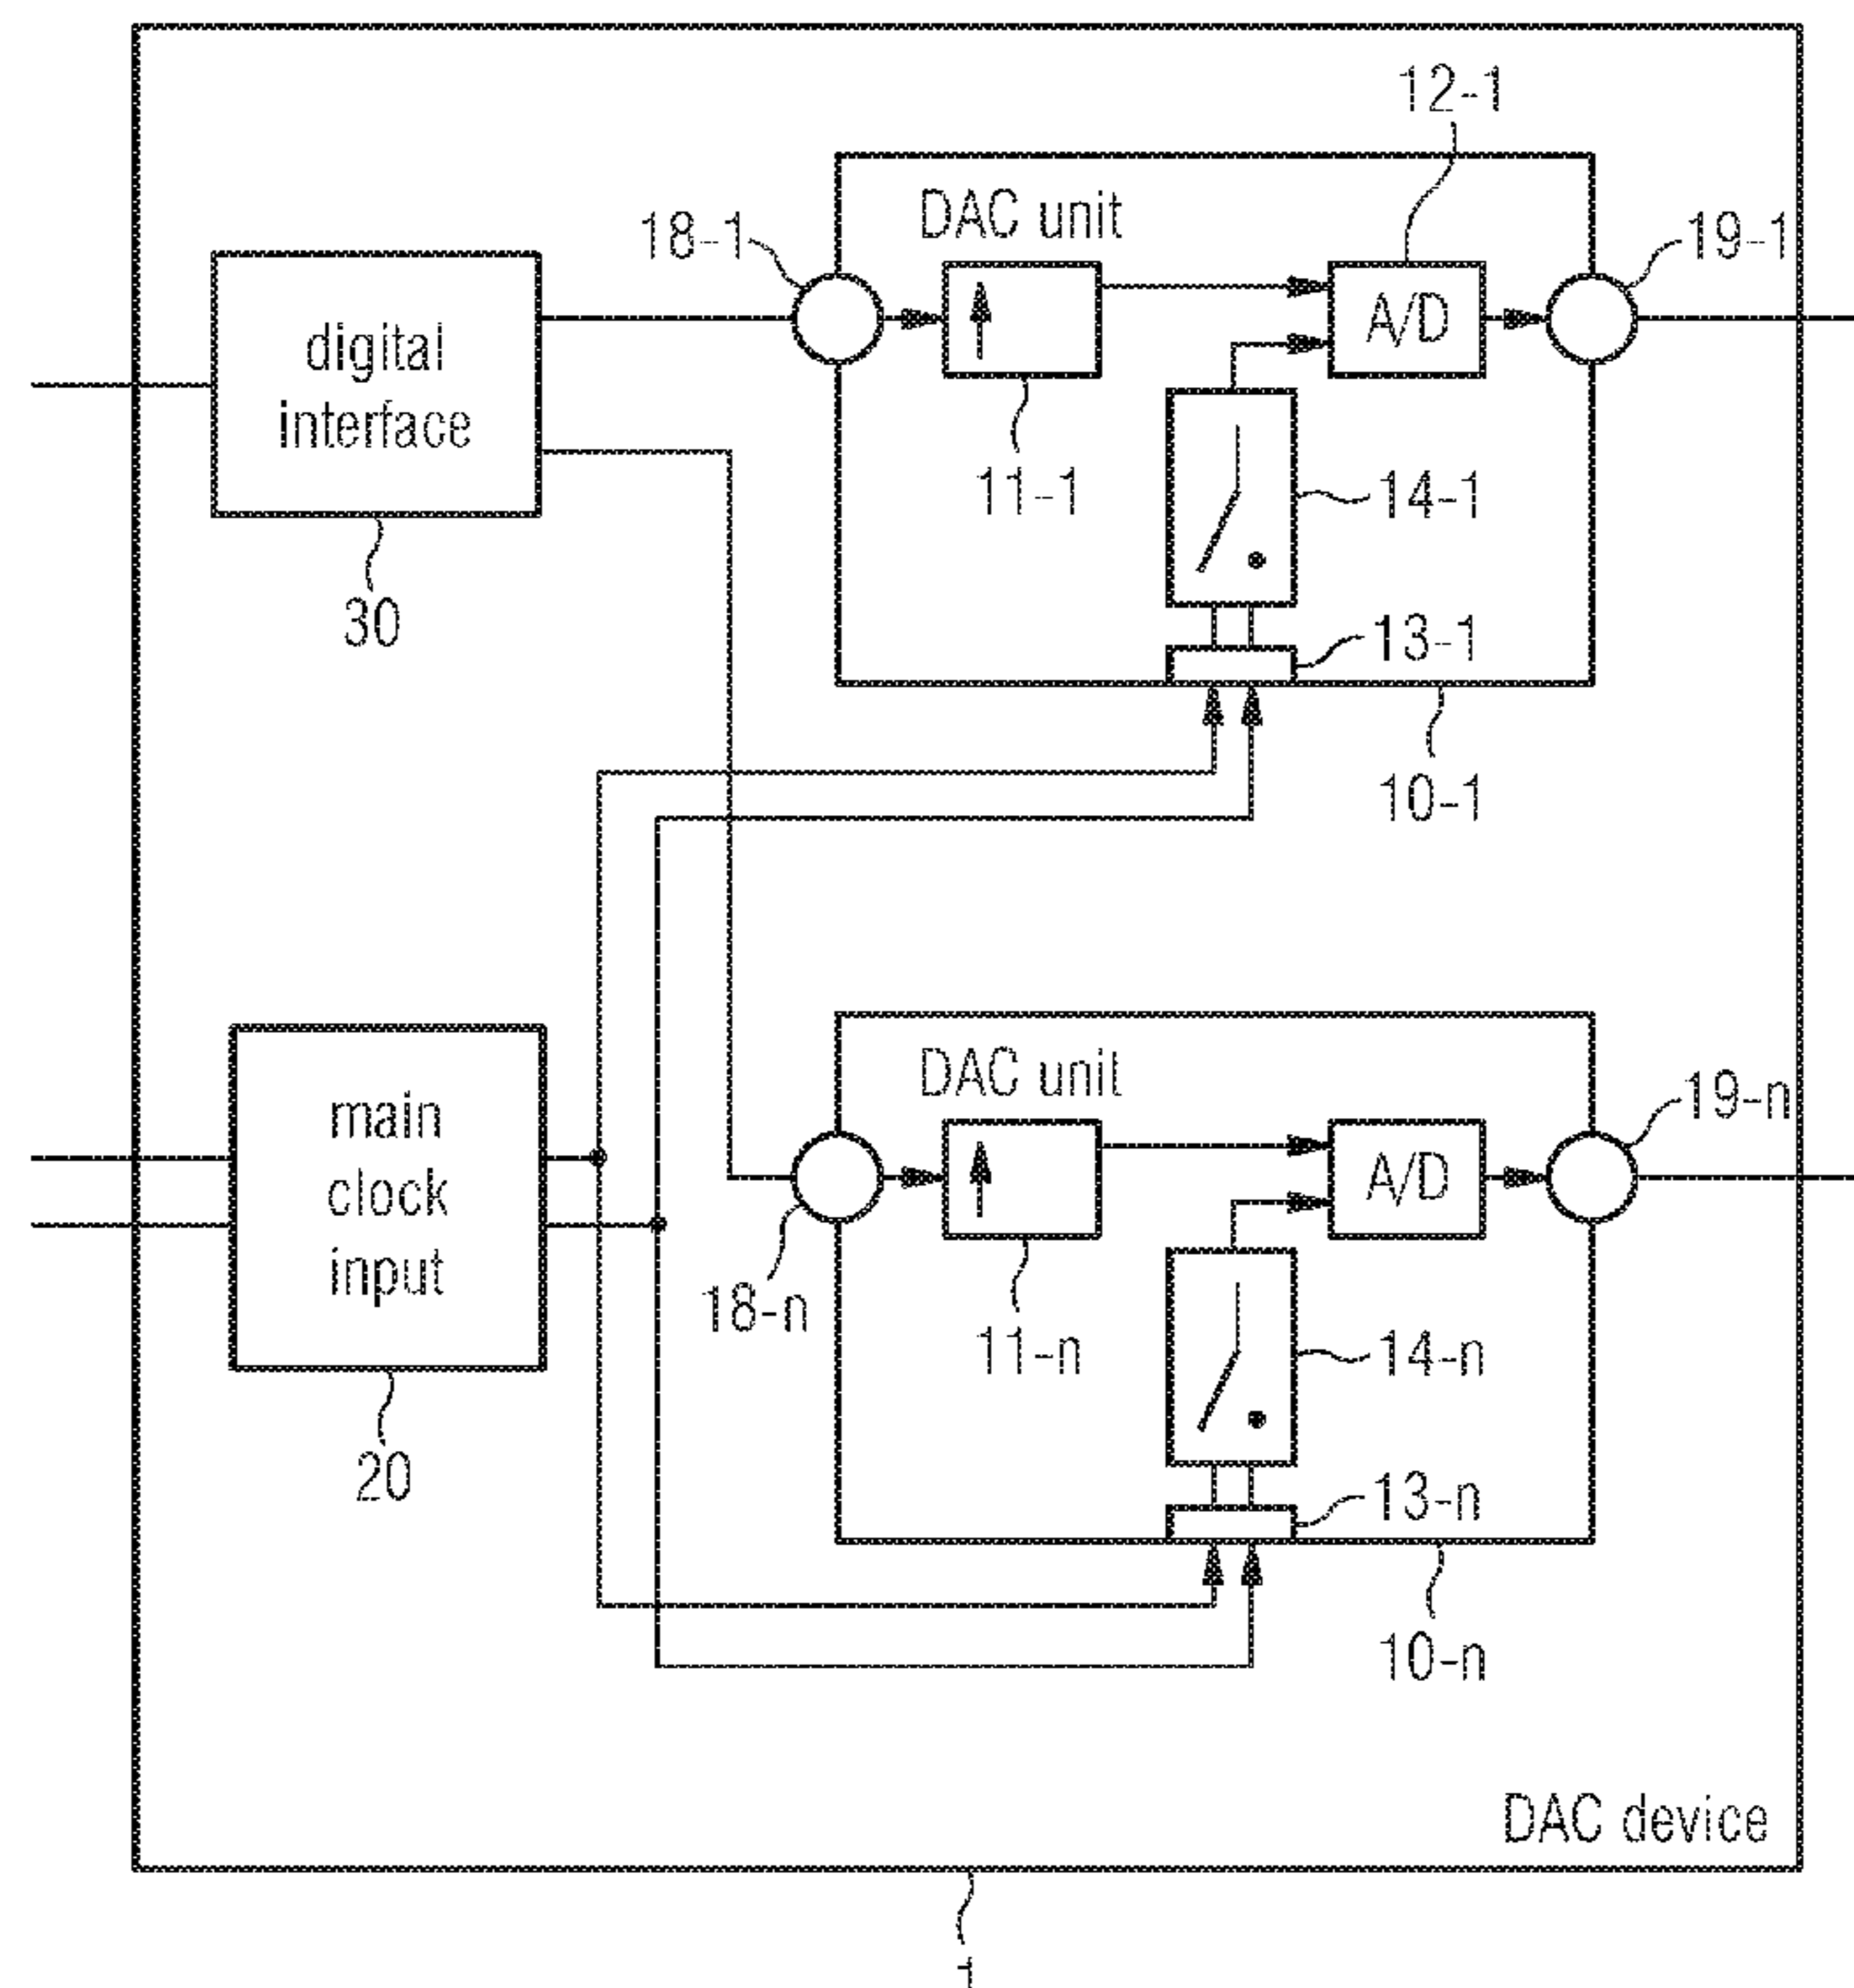 12-1
DAC unit
18-1
19-1
digital
interface
A/D
11-1
14-1
30
13-1
10-1
DAC unit
19-n
main
clock
input
A/D
18-n
11-n
14-n
20
13-n
10-n
DAC device
1